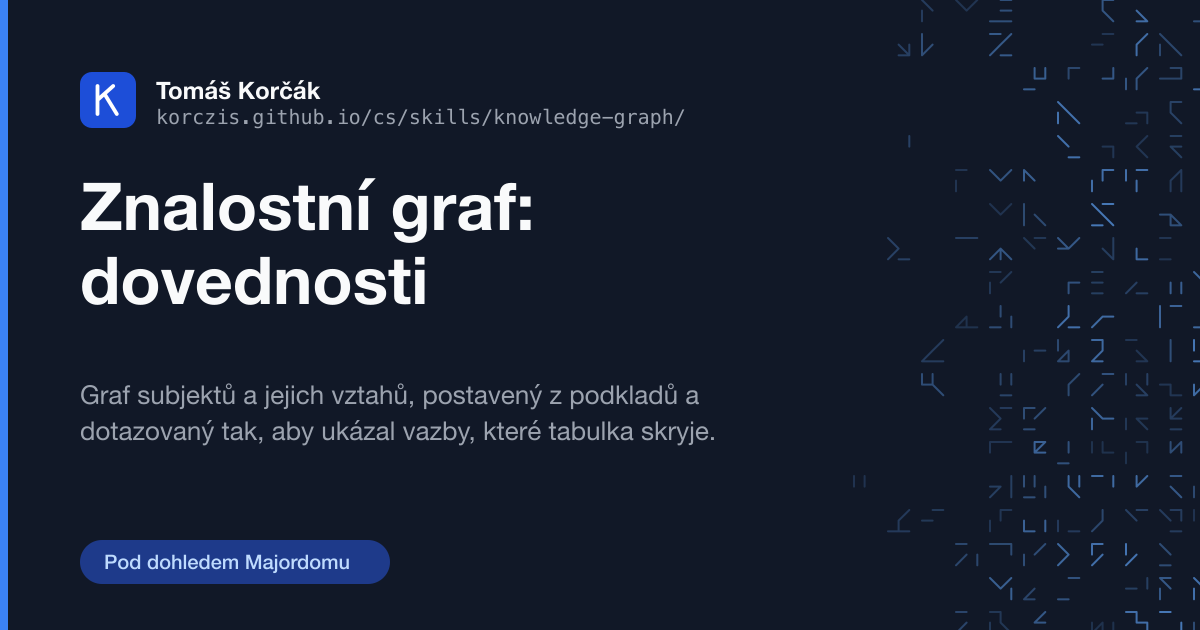 K
Tomáš Korčák
korczis.github.io/cs/skills/knowledge-graph/
Znalostní graf:
dovednosti
Graf subjektů a jejich vztahů, postavený z podkladů a
dotazovaný tak, aby ukázal vazby, které tabulka skryje.
Pod dohledem Majordomu